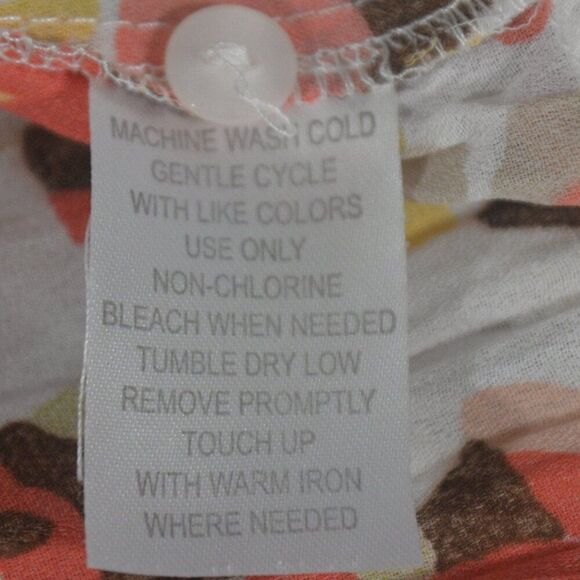 MACHINE WASH COLD
GENTLE CYCLE
WITH LIKE COLORS
USE ONLY
NON-CHLORINE
BLEACH WHEN NEEDED
TUMBLE DRY LOW
REMOVE PROMPTLY
TOUCH UP
WITH WARM IRON
WHERE NEEDED